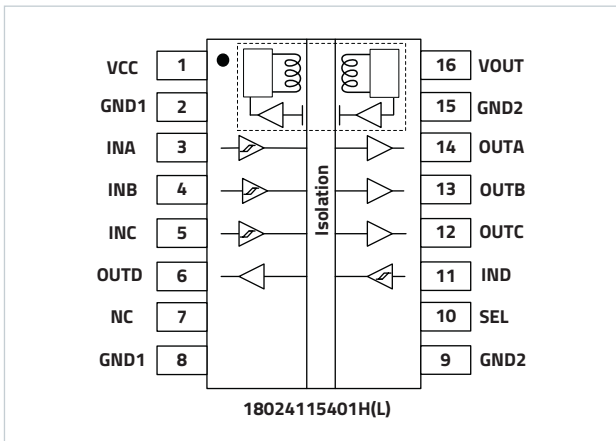 VCC 1 16 VOUT
GND1 2 15 GND2
INA 3 14 OUTA
INB 4 13 OUTB
INC 5 12 OUTC
OUTD 6 11 IND
NC 7 10 SEL
GND1 8 9 GND2
Isolation
18024115401H(L)